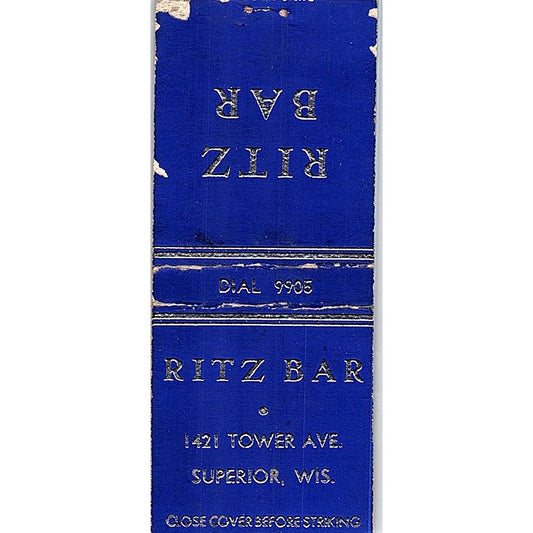 RITZ
BAR
DIAL 9905
RITZ BAR
1421 TOWER AVE.
SUPERIOR, WIS.
CLOSE COVER BEFORE STRIKING